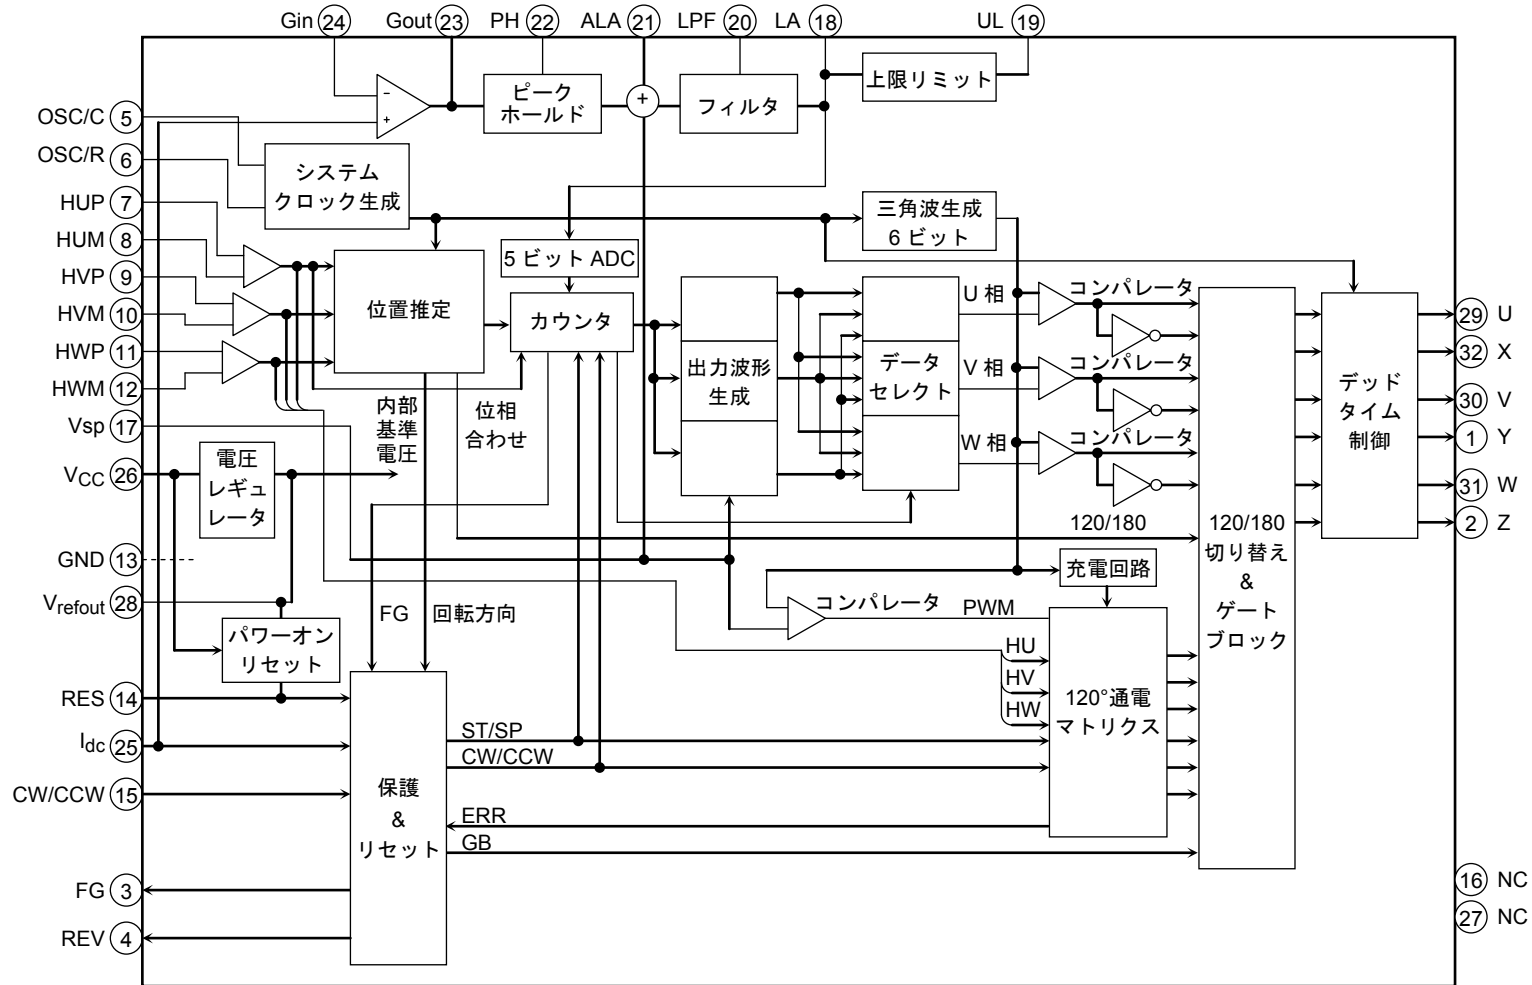 Gin 24
Gout 23
PH 22
ALA 21
LPF 20
LA 18
UL 19
OSC/C 5
OSC/R 6
HUP 7
HUM 8
HVP 9
HVM 10
HWP 11
HWM 12
Vsp 17
VCC 26
GND 13
Vrefout 28
RES 14
Idc 25
CW/CCW 15
FG 3
REV 4
−
+
ピーク
ホールド
+
フィルタ
上限リミット
システム
クロック生成
三角波生成
6 ビット
5 ビット ADC
位置推定
カウンタ
出力波形
生成
データ
セレクト
U 相
V 相
W 相
コンパレータ
コンパレータ
コンパレータ
内部
基準
電圧
位相
合わせ
電圧
レギュ
レータ
パワーオン
リセット
FG
回転方向
120/180
120/180
切り替え
&
ゲート
ブロック
デッド
タイム
制御
充電回路
コンパレータ
PWM
HU
HV
HW
120°通電
マトリクス
ST/SP
CW/CCW
ERR
GB
保護
&
リセット
29 U
32 X
30 V
1 Y
31 W
2 Z
16 NC
27 NC